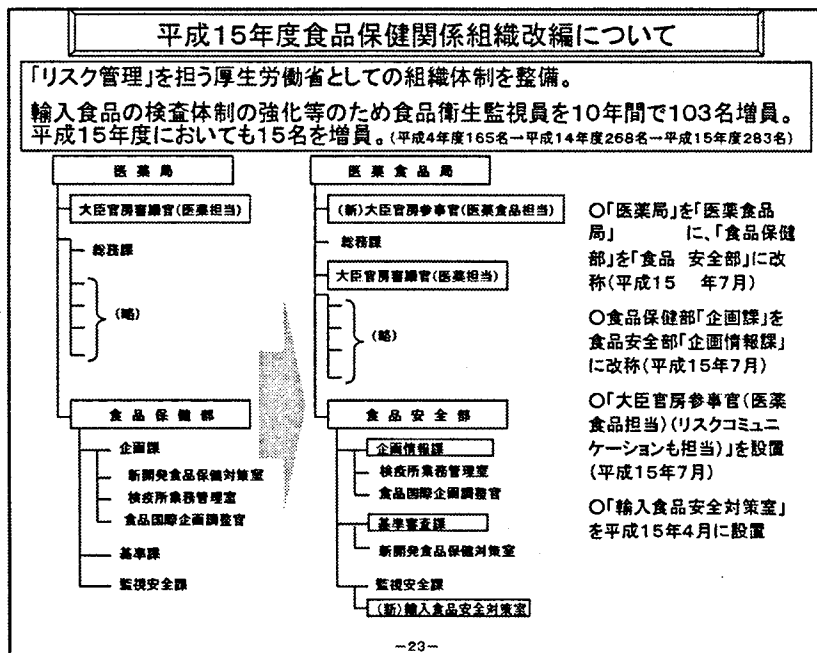 平成15年度食品保健関係組織改編について
「リスク管理」を担う厚生労働省としての組織体制を整備。
輸入食品の検査体制の強化等のため食品衛生監視員を10年間で103名増員。
平成15年度においても15名を増員。(平成4年度165名→平成14年度268名→平成15年度283名)
医薬局
大臣官房審議官(医薬担当)
総務課
(略)
食品保健部
企画課
新開発食品保健対策室
検疫所業務管理室
食品国際企画調整官
基準課
監視安全課
医薬食品局
(新)大臣官房参事官(医薬食品担当)
総務課
大臣官房審議官(医薬担当)
(略)
食品安全部
企画情報課
検疫所業務管理室
食品国際企画調整官
基準審査課
新開発食品保健対策室
監視安全課
(新)輸入食品安全対策室
○「医薬局」を「医薬食品
局」 に、「食品保健
部」を「食品 安全部」に改
称(平成15 年7月)
○食品保健部「企画課」を
食品安全部「企画情報課」
に改称(平成15年7月)
○「大臣官房参事官(医薬
食品担当)(リスクコミュニ
ケーションも担当)」を設置
(平成15年7月)
○「輸入食品安全対策室」
を平成15年4月に設置
-23-